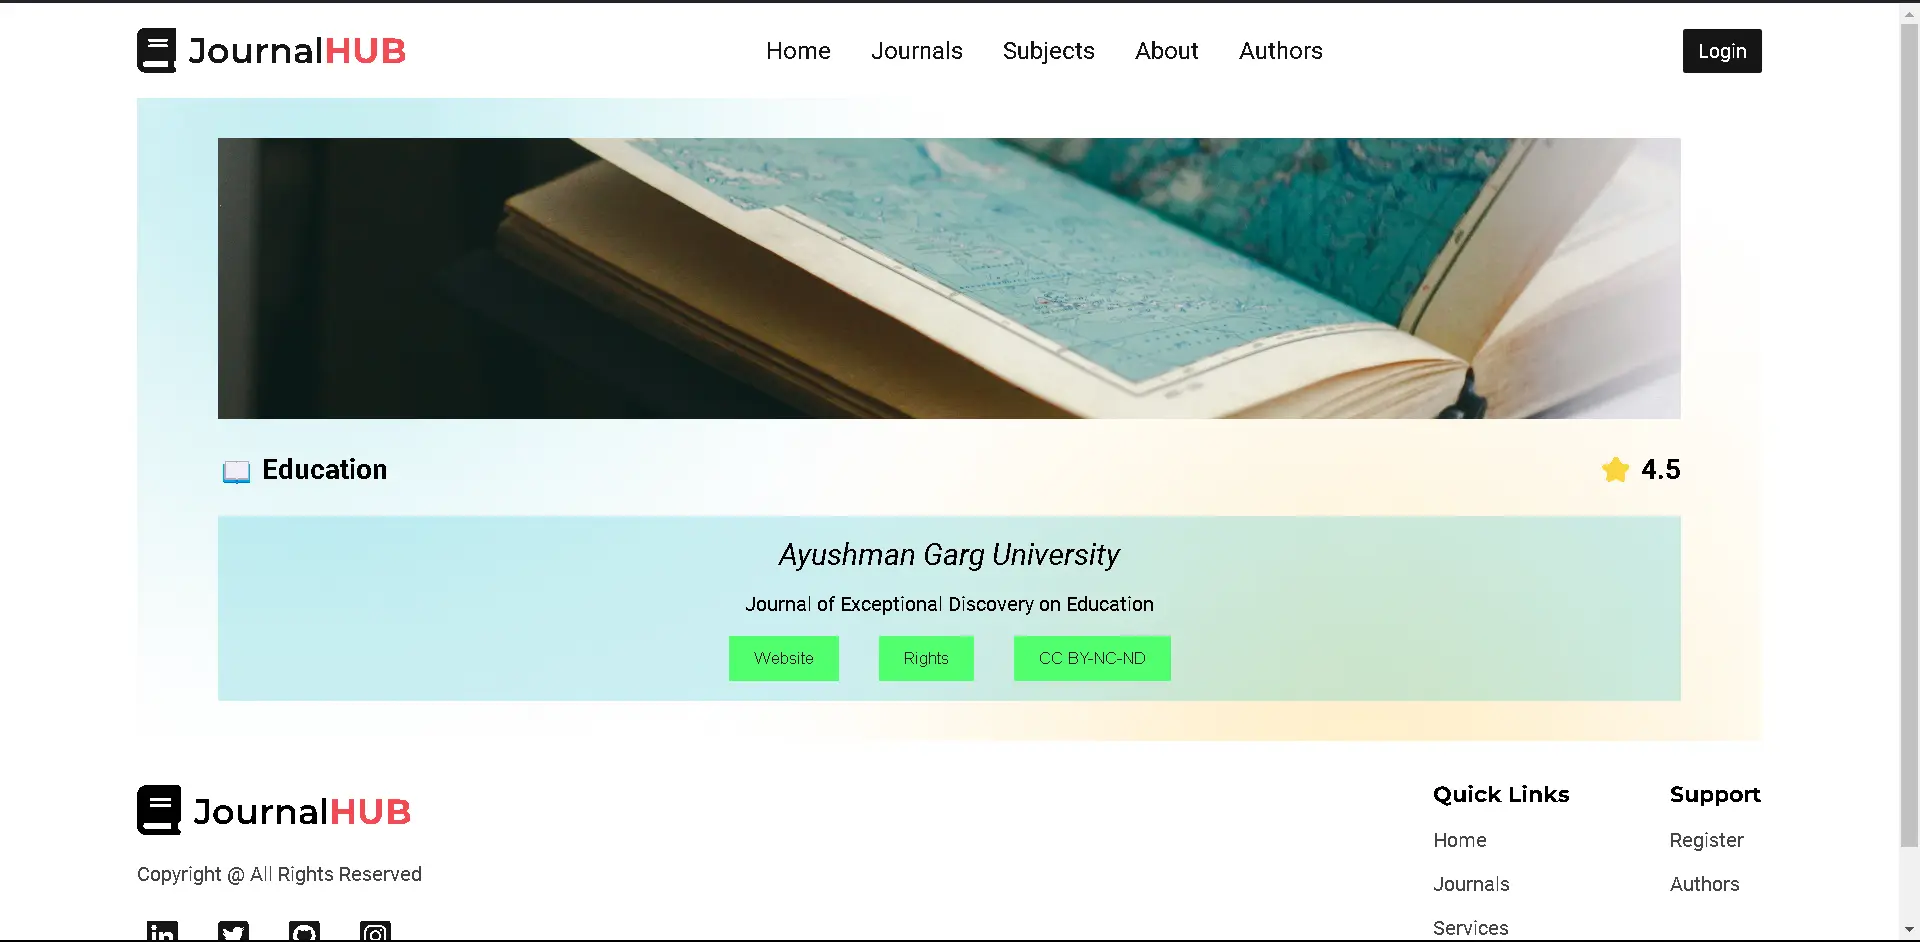 JournalHUB
Home Journals Subjects About Authors
Login
Education
4.5
Ayushman Garg University
Journal of Exceptional Discovery on Education
Website Rights CC BY-NC-ND
JournalHUB
Copyright @ All Rights Reserved
Quick Links
Home
Journals
Services
Support
Register
Authors